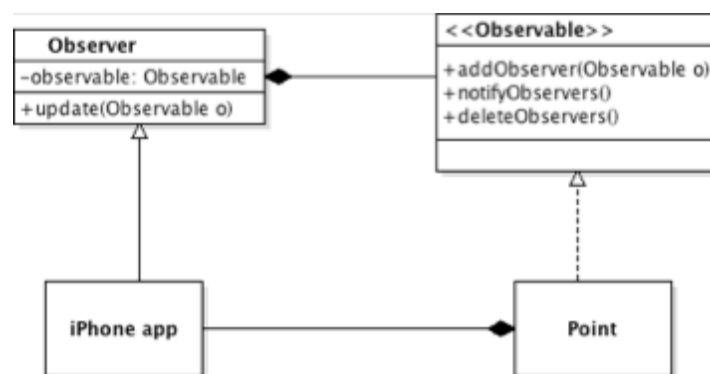 Observer
-observable: Observable
+update(Observable o)
<<Observable>>
+addObserver(Observable o)
+notifyObservers()
+deleteObservers()
iPhone app
Point